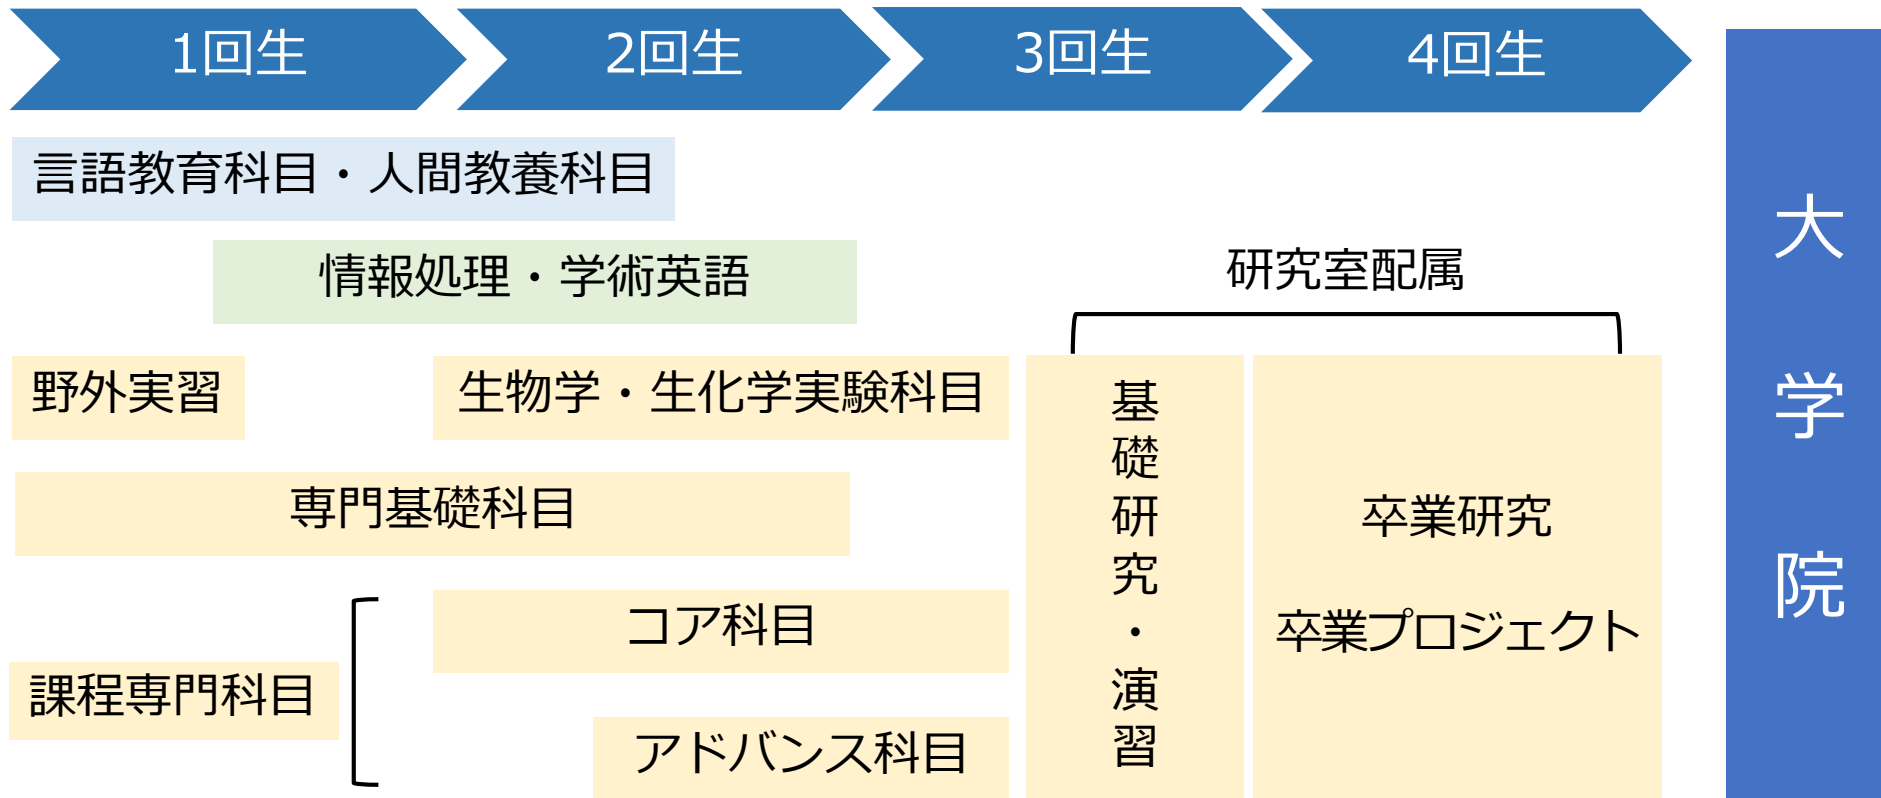 1回生
2回生
3回生
4回生
言語教育科目・人間教養科目
情報処理・学術英語
研究室配属
野外実習
生物学・生化学実験科目
専門基礎科目
コア科目
課程専門科目
アドバンス科目
基礎研究・演習
卒業研究
卒業プロジェクト
大学院